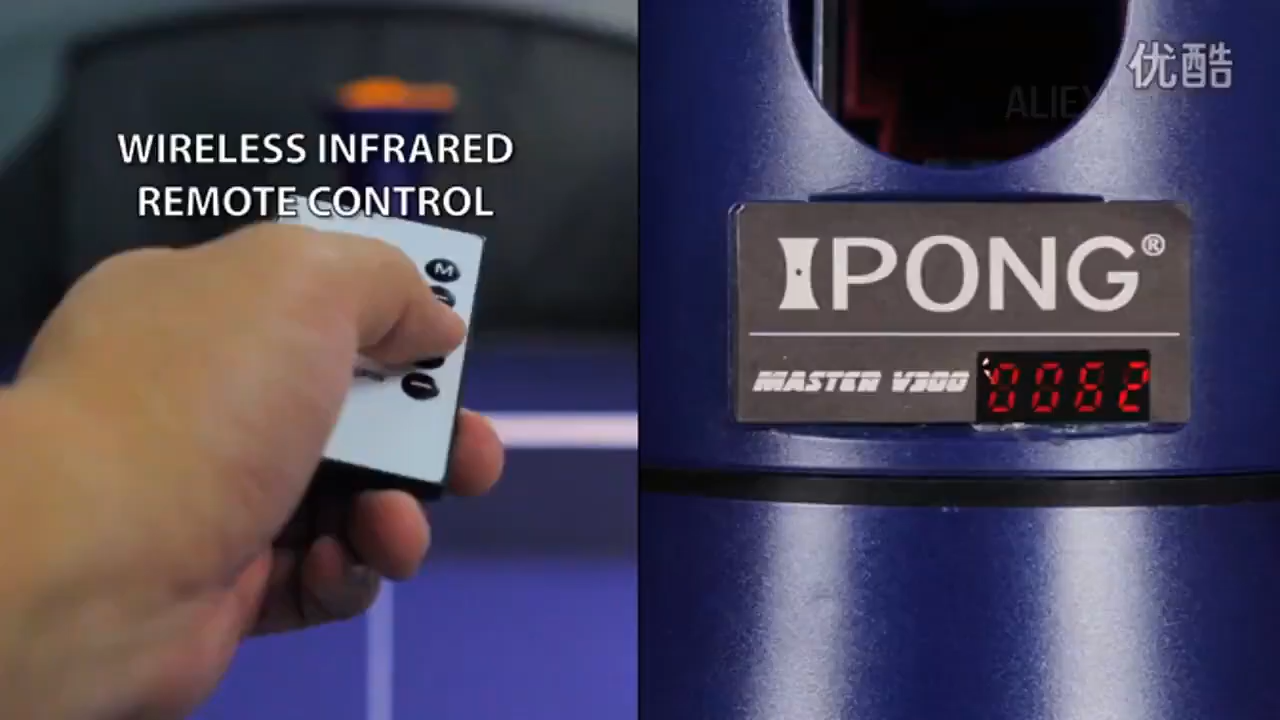 WIRELESS INFRARED
REMOTE CONTROL
M
优酷
IPONG®
MASTER V300
0062